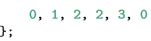 0, 1, 2, 2, 3, 0
};